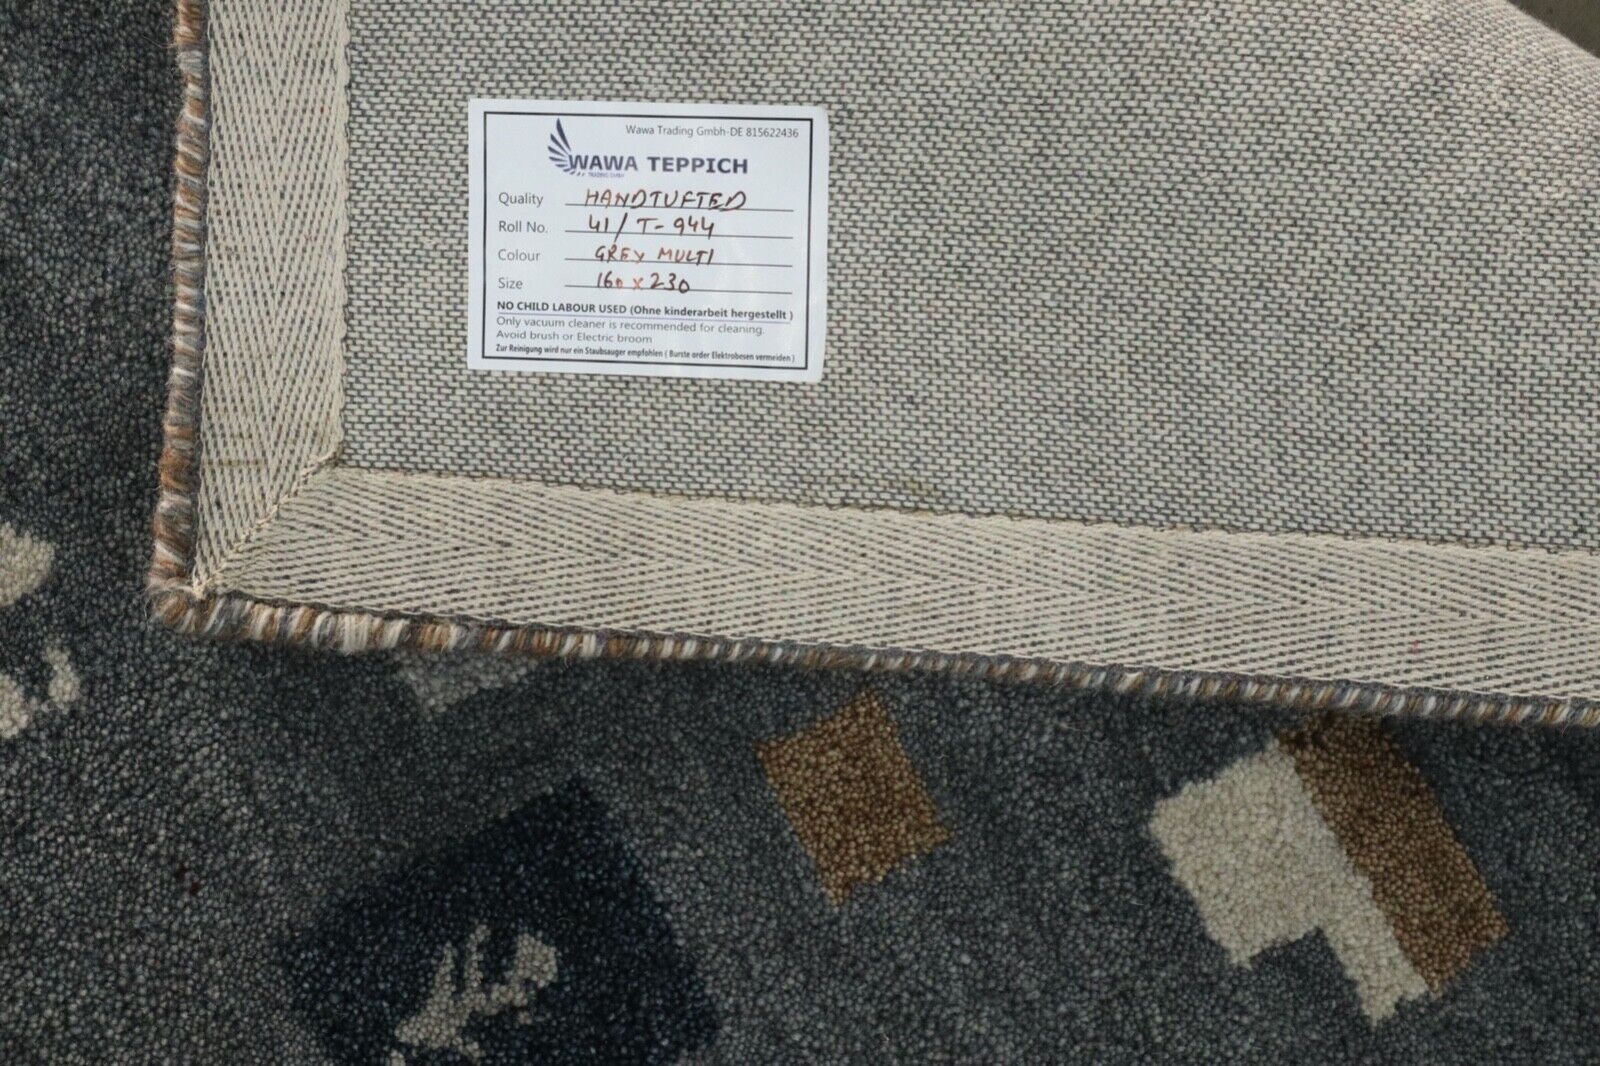 Wawa Trading Gmbh-DE 815622436
WAWA TEPPICH
TRADING GMBH
Quality HANDTUFTED
Roll No. 41/T-944
Colour GREY MULTI
Size 160 x 230
NO CHILD LABOUR USED (Ohne kinderarbeit hergestellt )
Only vacuum cleaner is recommended for cleaning.
Avoid brush or Electric broom
Zur Reinigung wird nur ein Staubsauger empfohlen ( Burste order Elektrobesen vermeiden )